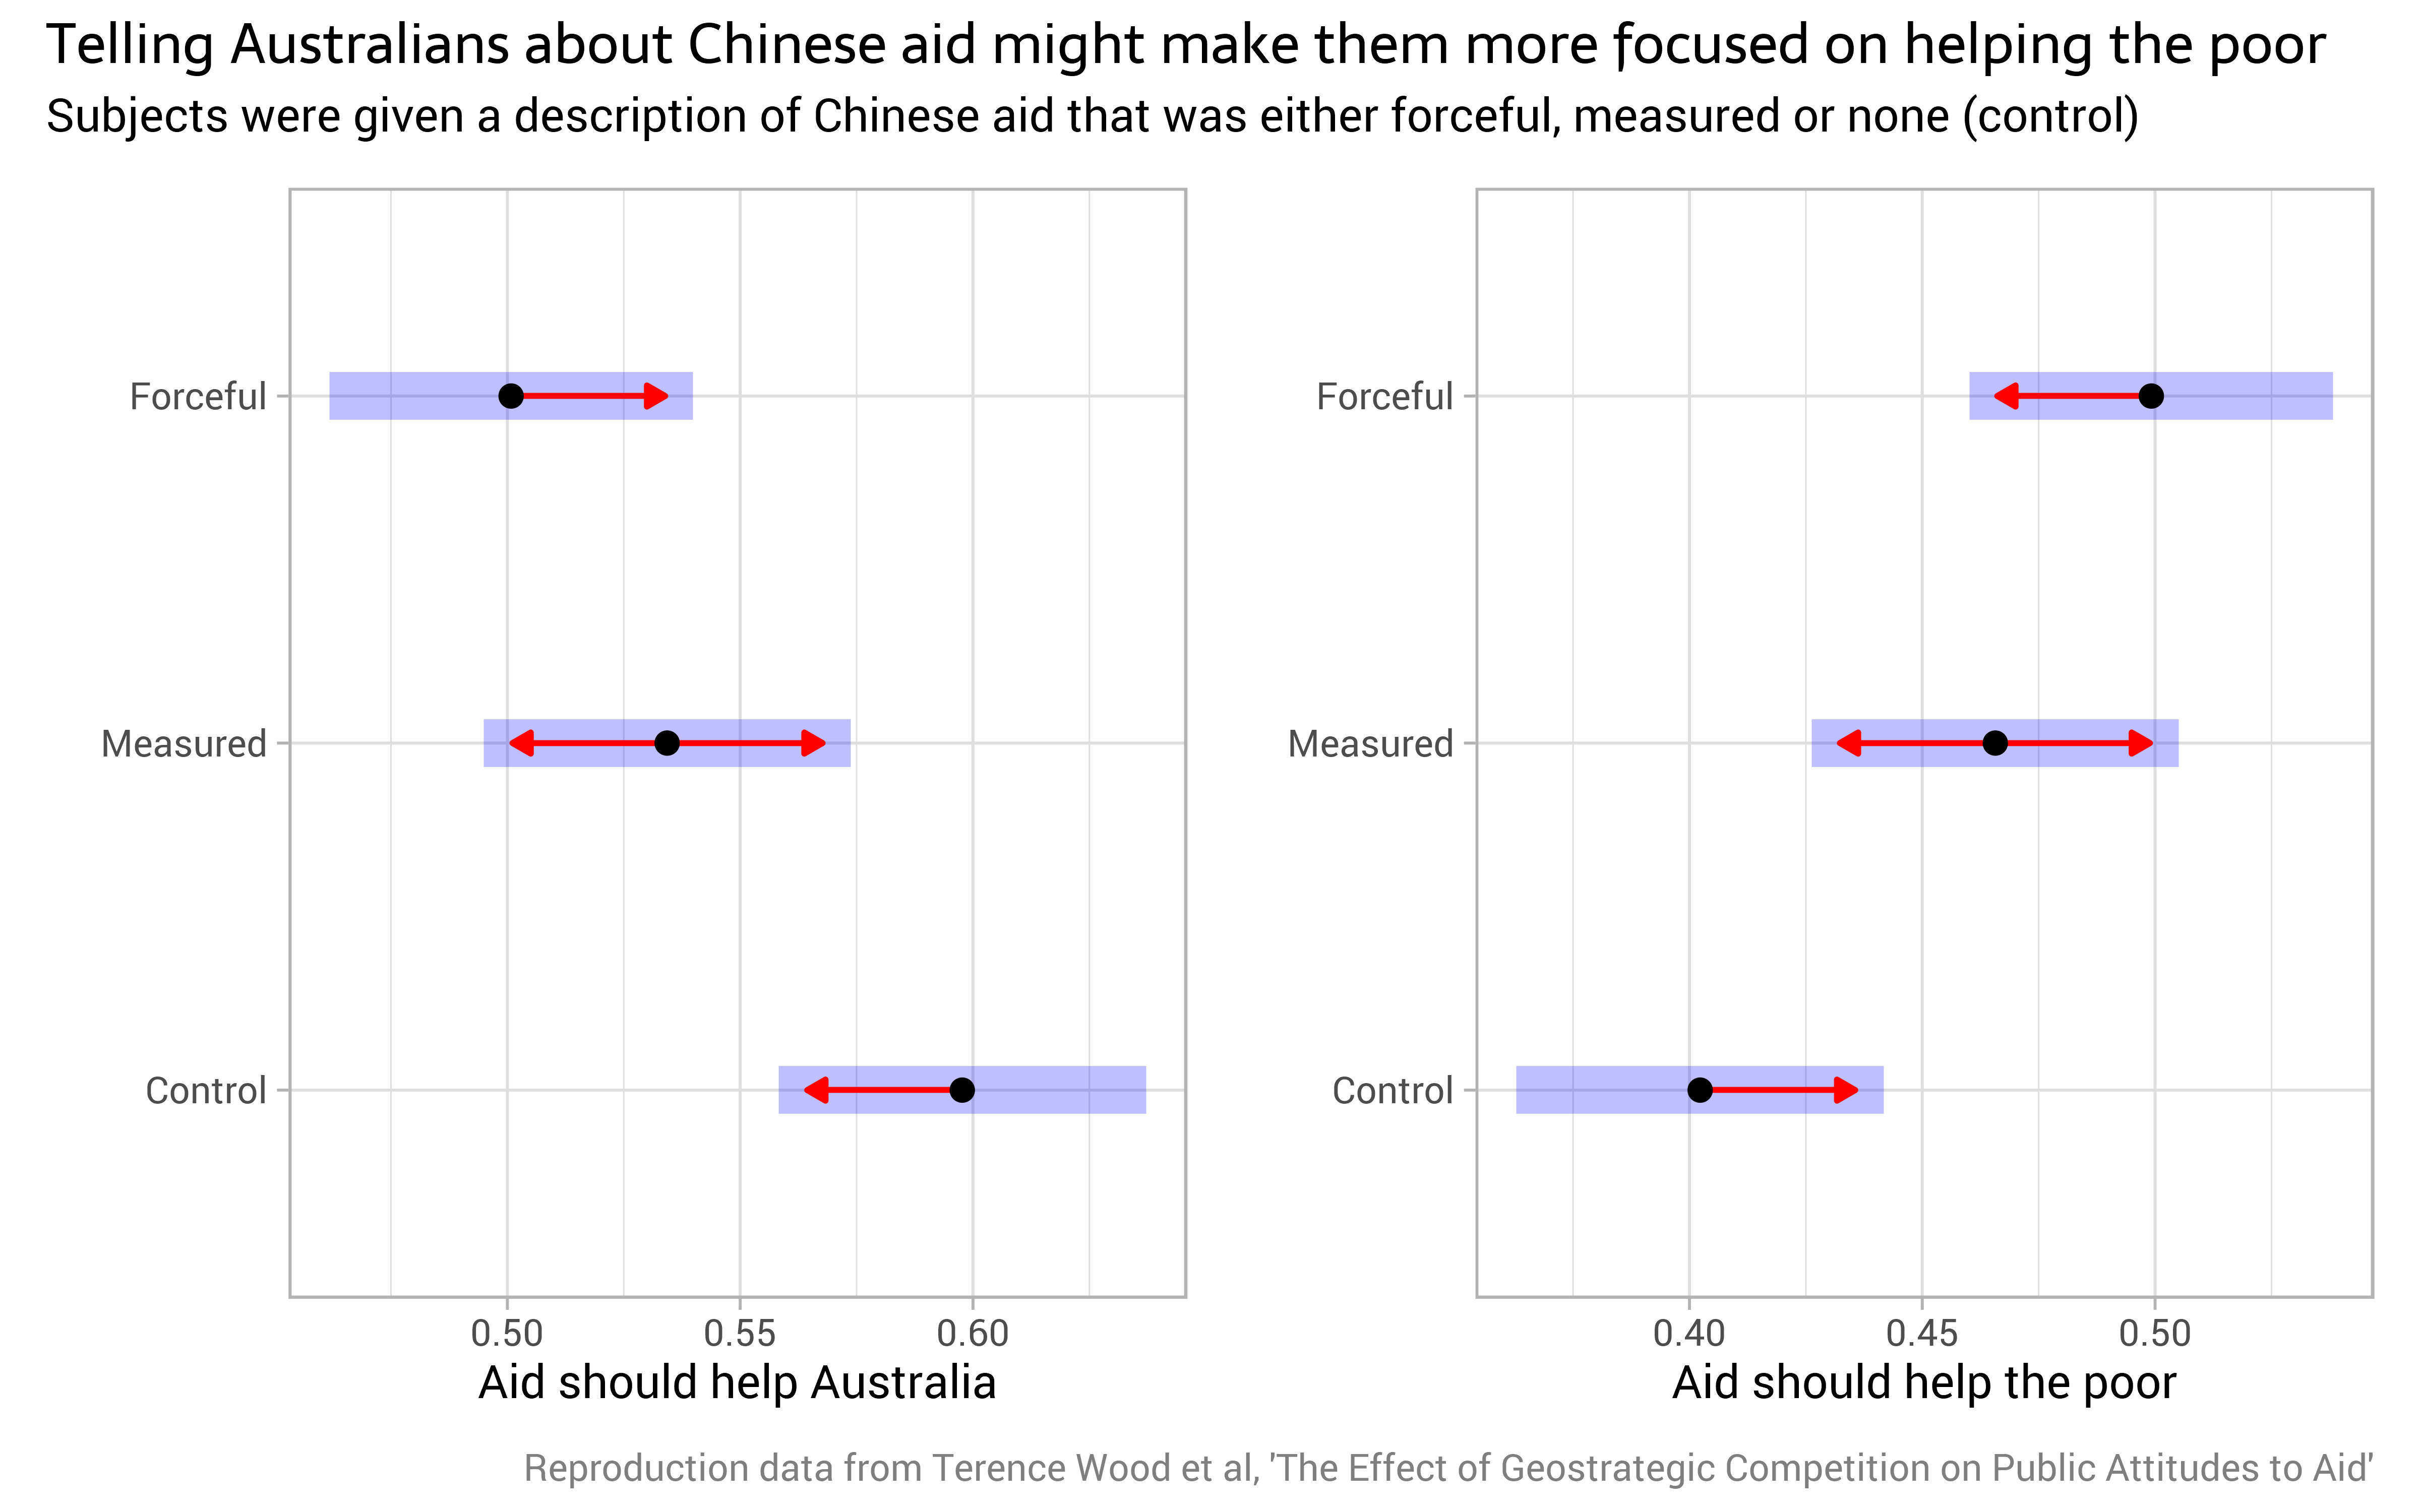 Telling Australians about Chinese aid might make them more focused on helping the poor
Subjects were given a description of Chinese aid that was either forceful, measured or none (control)
Forceful
Measured
Control
0.50 0.55 0.60
Aid should help Australia
Forceful
Measured
Control
0.40 0.45 0.50
Aid should help the poor
Reproduction data from Terence Wood et al, 'The Effect of Geostrategic Competition on Public Attitudes to Aid'